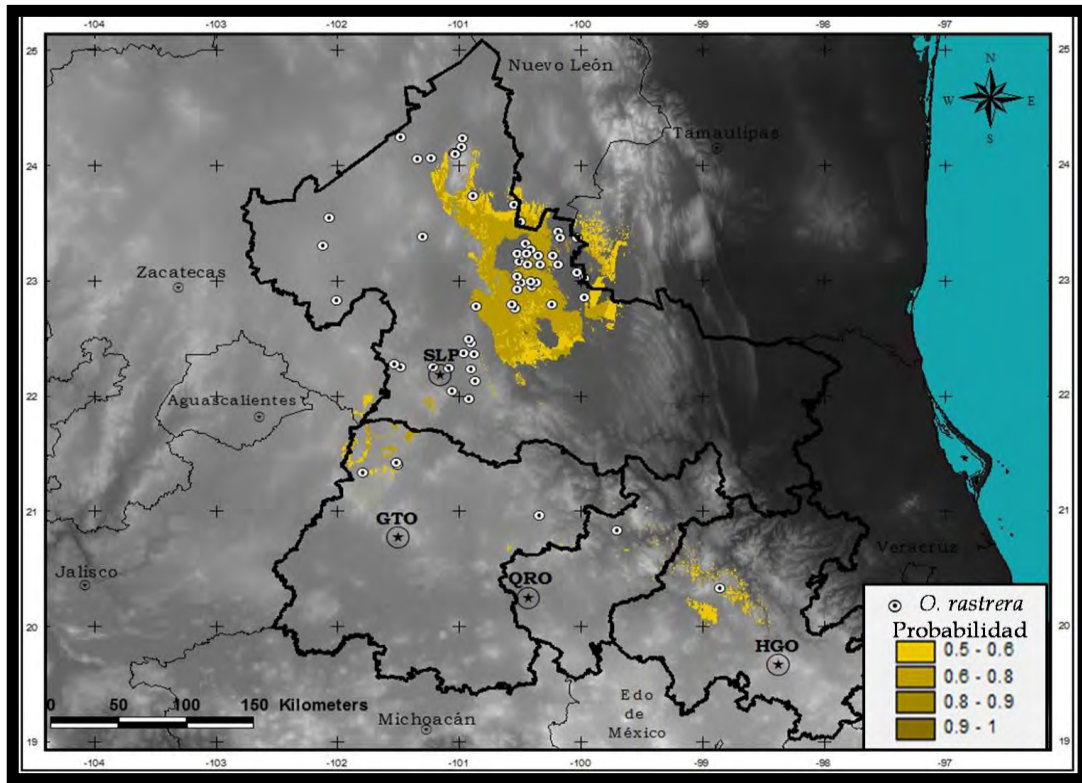 -104 -103 -102 -101 -100 -99 -98 -97
25 25
Nuevo León
N
W E
S
Tamaulipas
24 24
23 23
Zacatecas
SLP
22 22
Aguascalientes
21 21
GTO
Veracruz
Jalisco
QRO
O. rastrera
Probabilidad
0.5 - 0.6
0.6 - 0.8
0.8 - 0.9
0.9 - 1
20 20
HGO
Edo
de
México
0 50 100 150 Kilometers
Michoacán
19 19
-104 -103 -102 -101 -100 -99 -98 -97